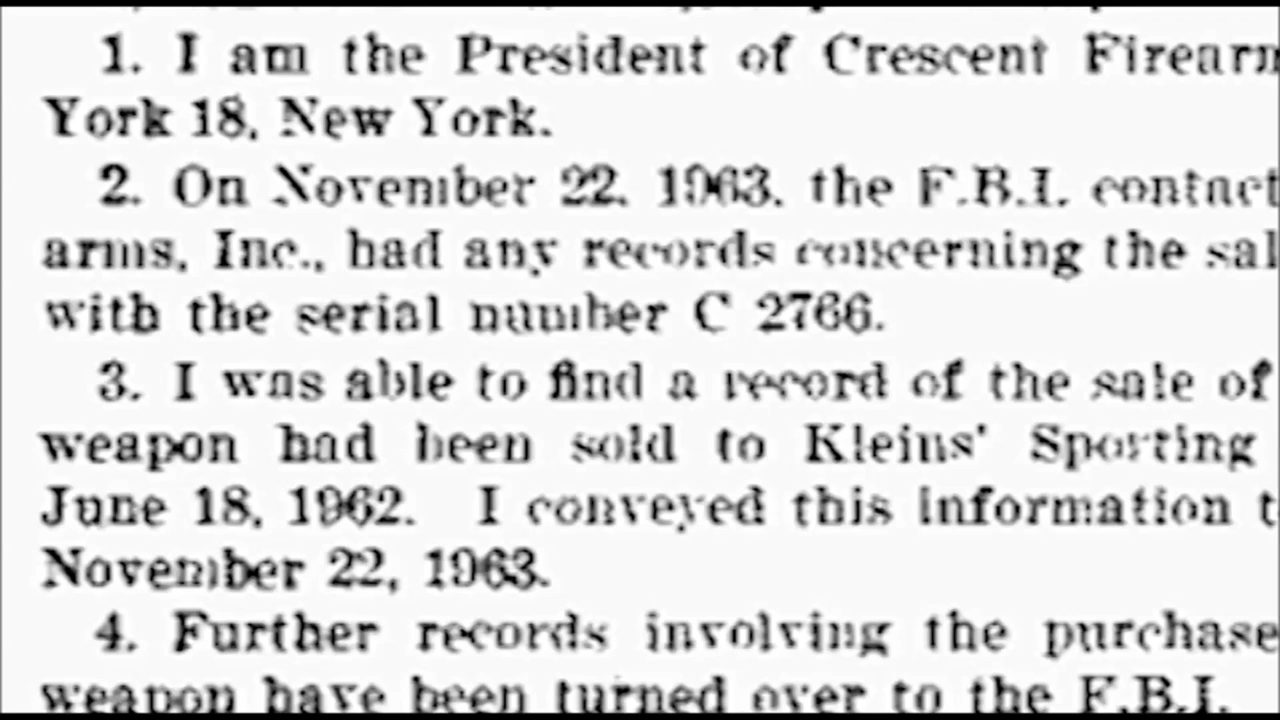 1. I am the President of Crescent Firearm
York 18, New York.
2. On November 22, 1963, the F.B.I. contact
arms, Inc., had any records concerning the sal
with the serial number C 2766.
3. I was able to find a record of the sale of
weapon had been sold to Kleins' Sporting
June 18, 1962. I conveyed this information t
November 22, 1963.
4. Further records involving the purchase
weapon have been turned over to the F.B.I.